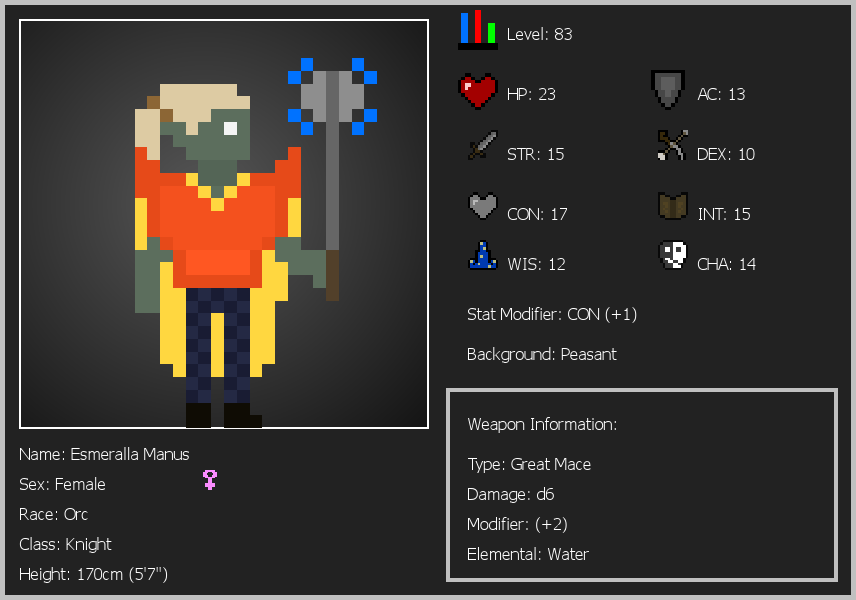 Level: 83
HP: 23
AC: 13
STR: 15
DEX: 10
CON: 17
INT: 15
WIS: 12
CHA: 14
Stat Modifier: CON (+1)
Background: Peasant
Weapon Information:
Type: Great Mace
Damage: d6
Modifier: (+2)
Elemental: Water
Name: Esmeralla Manus
Sex: Female
Race: Orc
Class: Knight
Height: 170cm (5'7")